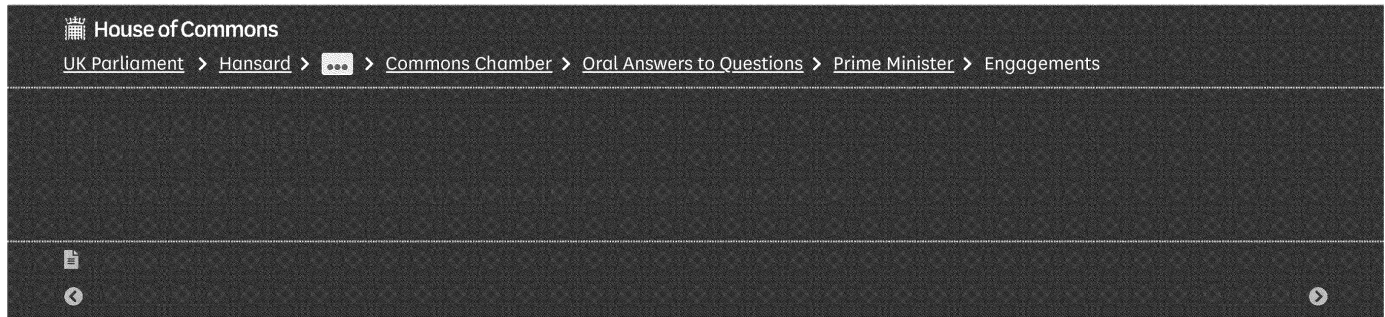 House of Commons
UK Parliament > Hansard > ... > Commons Chamber > Oral Answers to Questions > Prime Minister > Engagements